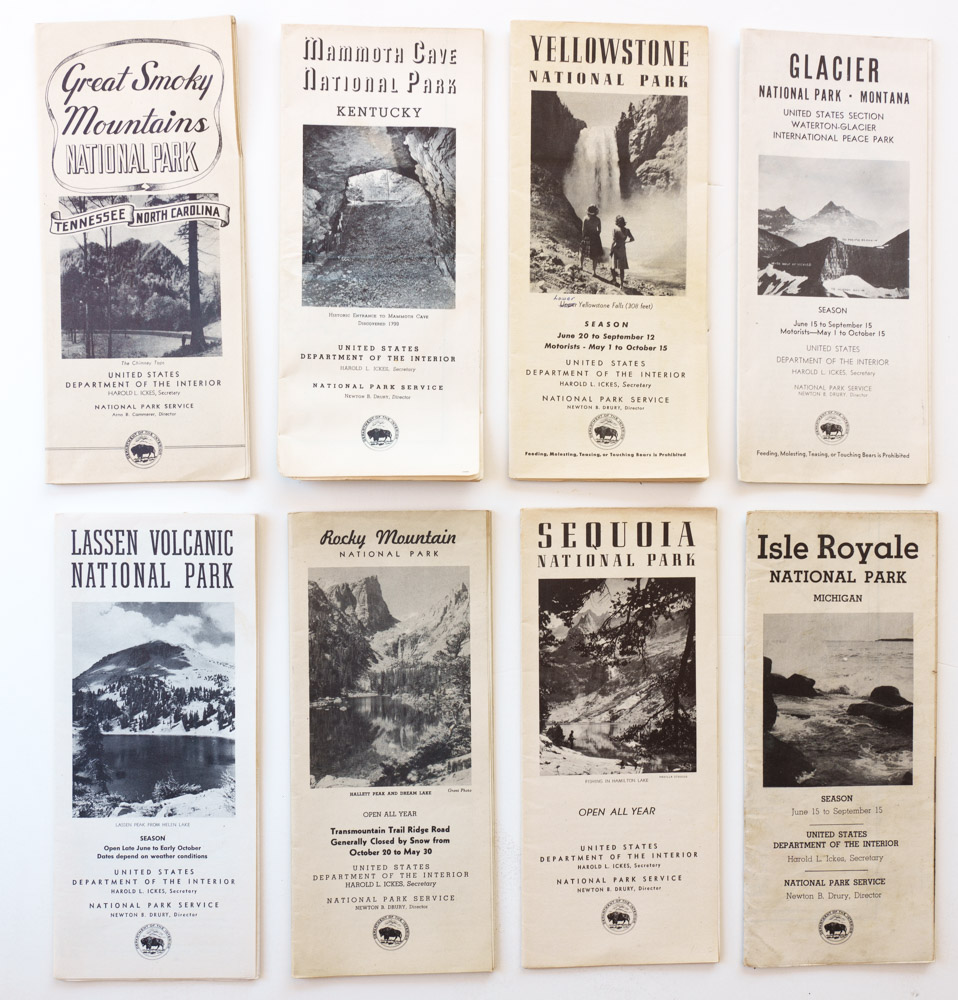 Great Smoky
Mountains
NATIONAL PARK
TENNESSEE NORTH CAROLINA
The Chimney Tops
UNITED STATES
DEPARTMENT OF THE INTERIOR
HAROLD L. ICKES, Secretary
NATIONAL PARK SERVICE
Arno B. Cammerer, Director
MAMMOTH CAVE
NATIONAL PARK
KENTUCKY
HISTORIC ENTRANCE TO MAMMOTH CAVE
DISCOVERED 1798
UNITED STATES
DEPARTMENT OF THE INTERIOR
HAROLD L. ICKES, Secretary
NATIONAL PARK SERVICE
NEWTON B. DRURY, Director
YELLOWSTONE
NATIONAL PARK
Lower
Upper Yellowstone Falls (308 feet)
SEASON
June 20 to September 12
Motorists - May 1 to October 15
UNITED STATES
DEPARTMENT OF THE INTERIOR
HAROLD L. ICKES, Secretary
NATIONAL PARK SERVICE
NEWTON B. DRURY, Director
Feeding, Molesting, Teasing, or Touching Bears is Prohibited
GLACIER
NATIONAL PARK · MONTANA
UNITED STATES SECTION
WATERTON-GLACIER
INTERNATIONAL PEACE PARK
SEASON
June 15 to September 15
Motorists—May 1 to October 15
UNITED STATES
DEPARTMENT OF THE INTERIOR
HAROLD L. ICKES, Secretary
NATIONAL PARK SERVICE
NEWTON B. DRURY, Director
Feeding, Molesting, Teasing, or Touching Bears is Prohibited
LASSEN VOLCANIC
NATIONAL PARK
LASSEN PEAK FROM HELEN LAKE
SEASON
Open Late June to Early October
Dates depend on weather conditions
UNITED STATES
DEPARTMENT OF THE INTERIOR
HAROLD L. ICKES, Secretary
NATIONAL PARK SERVICE
NEWTON B. DRURY, Director
Rocky Mountain
NATIONAL PARK
HALLETT PEAK AND DREAM LAKE
Grant Photo
OPEN ALL YEAR
Transmountain Trail Ridge Road
Generally Closed by Snow from
October 20 to May 30
UNITED STATES
DEPARTMENT OF THE INTERIOR
HAROLD L. ICKES, Secretary
NATIONAL PARK SERVICE
NEWTON B. DRURY, Director
SEQUOIA
NATIONAL PARK
FISHING IN HAMILTON LAKE
OPEN ALL YEAR
UNITED STATES
DEPARTMENT OF THE INTERIOR
HAROLD L. ICKES, Secretary
NATIONAL PARK SERVICE
NEWTON B. DRURY, Director
Isle Royale
NATIONAL PARK
MICHIGAN
SEASON
June 15 to September 15
UNITED STATES
DEPARTMENT OF THE INTERIOR
Harold L. Ickes, Secretary
NATIONAL PARK SERVICE
Newton B. Drury, Director